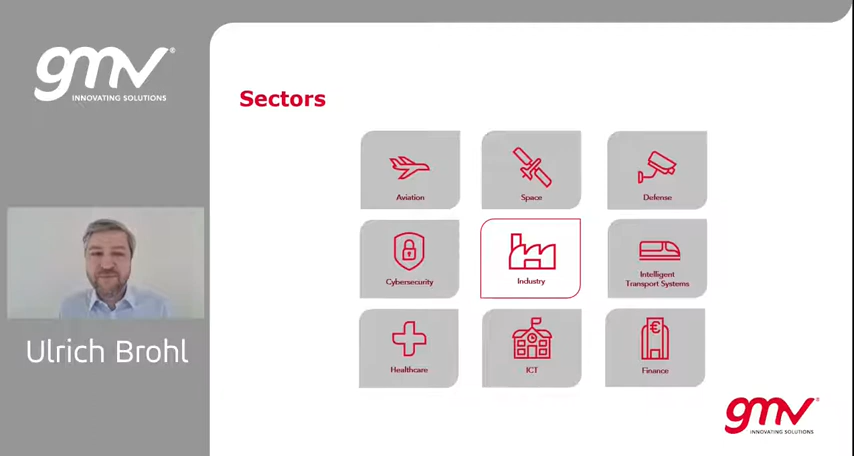 gmv®
INNOVATING SOLUTIONS
Sectors
Aviation
Space
Defense
Cybersecurity
Industry
Intelligent
Transport Systems
Healthcare
ICT
€
Finance
Ulrich Brohl
gmv®
INNOVATING SOLUTIONS